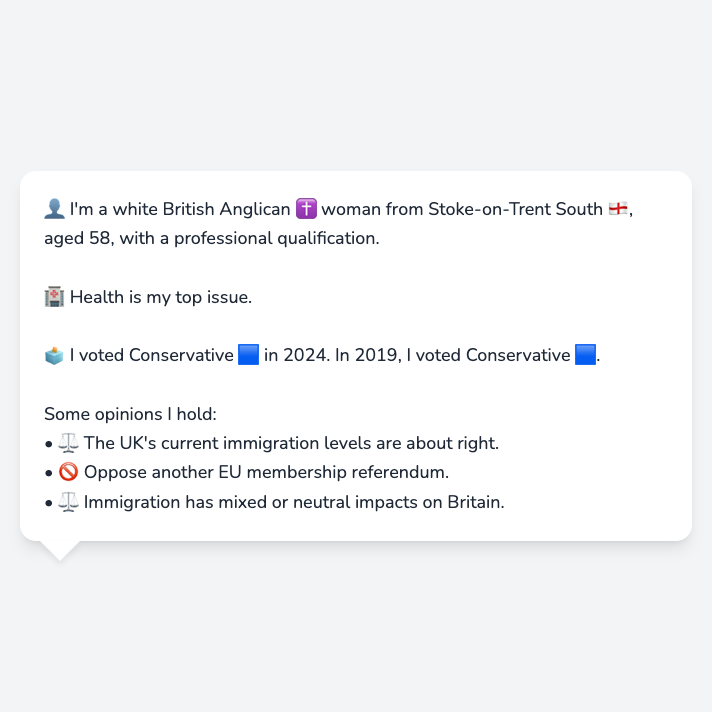 👤 I'm a white British Anglican ✝️ woman from Stoke-on-Trent South 🏴󠁧󠁢󠁥󠁮󠁧󠁿,
aged 58, with a professional qualification.
🏥 Health is my top issue.
🗳️ I voted Conservative 🟦 in 2024. In 2019, I voted Conservative 🟦.
Some opinions I hold:
• ⚖️ The UK's current immigration levels are about right.
• 🚫 Oppose another EU membership referendum.
• ⚖️ Immigration has mixed or neutral impacts on Britain.